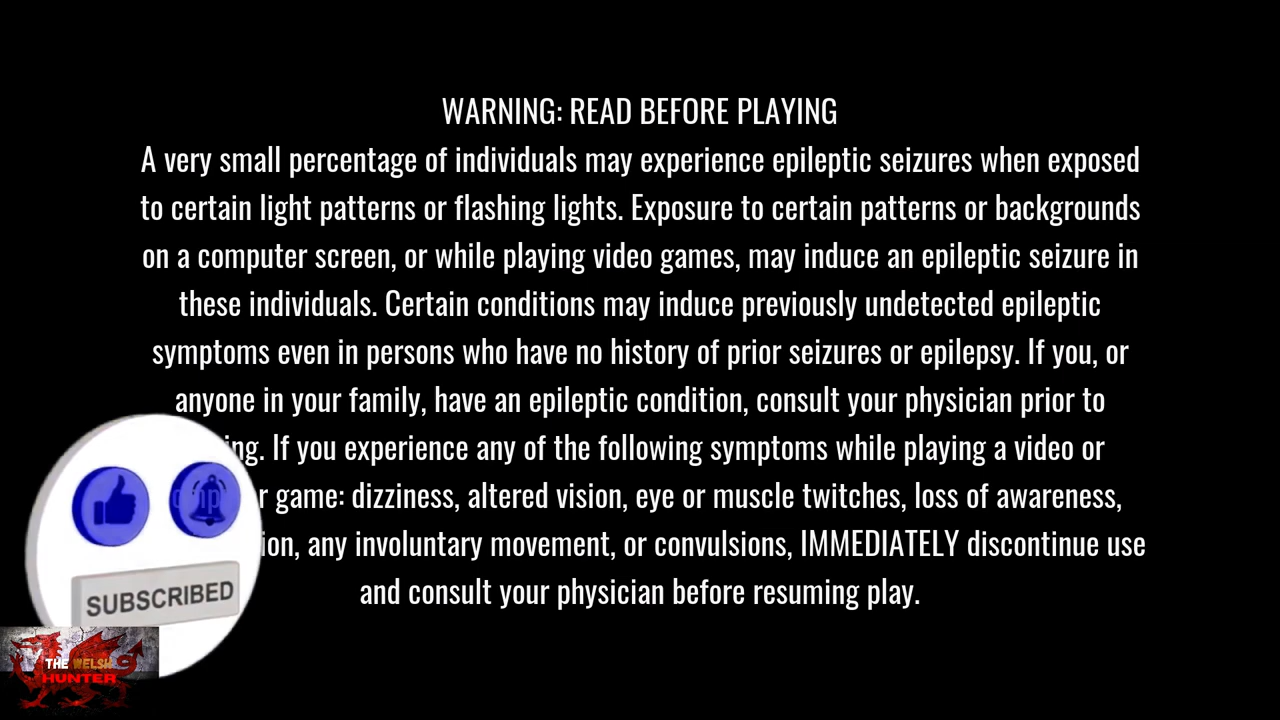 WARNING: READ BEFORE PLAYING
A very small percentage of individuals may experience epileptic seizures when exposed
to certain light patterns or flashing lights. Exposure to certain patterns or backgrounds
on a computer screen, or while playing video games, may induce an epileptic seizure in
these individuals. Certain conditions may induce previously undetected epileptic
symptoms even in persons who have no history of prior seizures or epilepsy. If you, or
anyone in your family, have an epileptic condition, consult your physician prior to
ing. If you experience any of the following symptoms while playing a video or
game: dizziness, altered vision, eye or muscle twitches, loss of awareness,
ion, any involuntary movement, or convulsions, IMMEDIATELY discontinue use
and consult your physician before resuming play.
SUBSCRIBED
THE WELSH
HUNTER